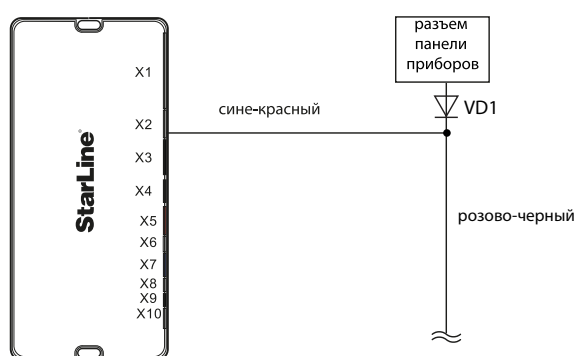 разъем
панели
приборов
VD1
сине-красный
розово-черный
StarLine
X1
X2
X3
X4
X5
X6
X7
X8
X9
X10